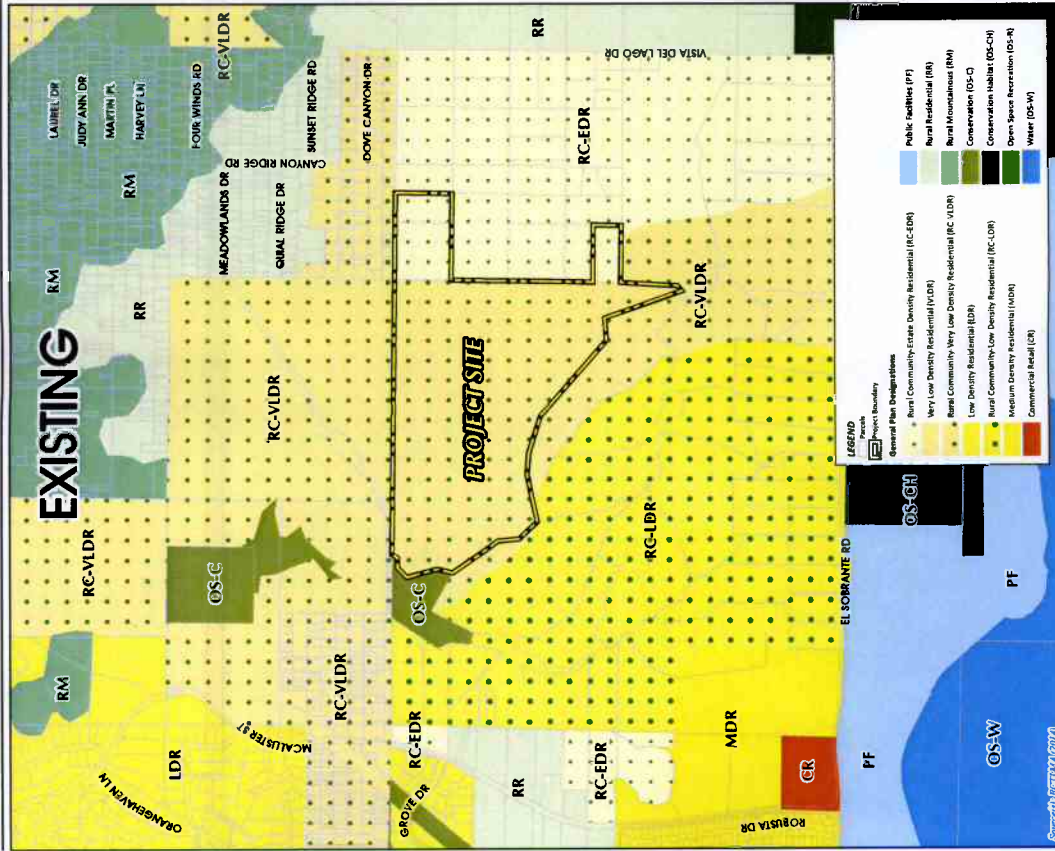 EXISTING
LAUREL DR
JUDY ANN DR
MARTIN PL
HARVEY LN
RM
RM
RM
FOUR WINDS RD
RC-VLDR
RR
VISTA DEL LAGO DR
SUNSET RIDGE RD
CANYON RIDGE RD
DOVE CANYON DR
MEADOWLANDS DR
QUIAL RIDGE DR
RR
RC-VLDR
RC-VLDR
RC-EDR
OS-C
PROJECT SITE
RC-VLDR
LDR
ORANGEHAVEN LN
MCALLISTER ST
RC-VLDR
OS-C
RC-LDR
RC-EDR
GROVE DR
RR
RC-EDR
MDR
CR
ROBUSTA DR
EL SOBRANTE RD
OS-CH
PF
PF
OS-W
LEGEND
Parcels
Project Boundary
General Plan Designations
Rural Community-Estate Density Residential (RC-EDR)
Very Low Density Residential (VLDR)
Rural Community-Very Low Density Residential (RC-VLDR)
Low Density Residential (LDR)
Rural Community-Low Density Residential (RC-LDR)
Medium Density Residential (MDR)
Commercial Retail (CR)
Public Facilities (PF)
Rural Residential (RR)
Rural Mountainous (RM)
Conservation (OS-C)
Conservation Habitat (OS-CH)
Open Space Recreation (OS-R)
Water (OS-W)